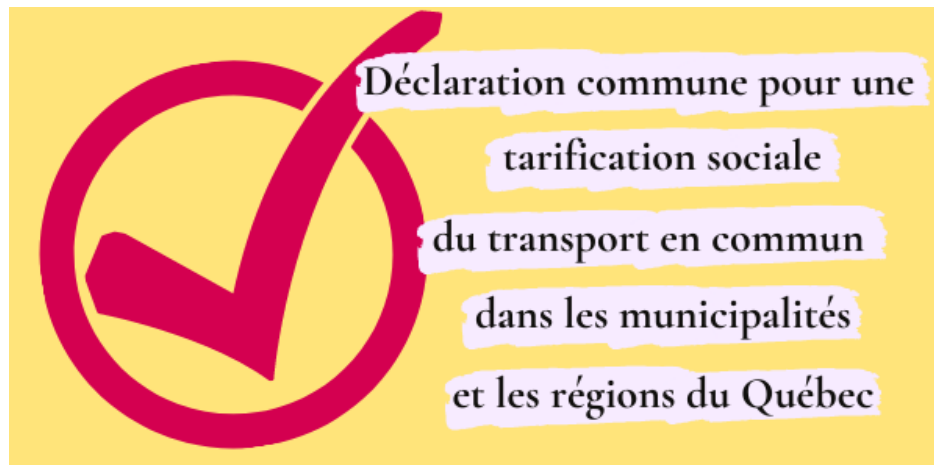 Déclaration commune pour une
tarification sociale
du transport en commun
dans les municipalités
et les régions du Québec